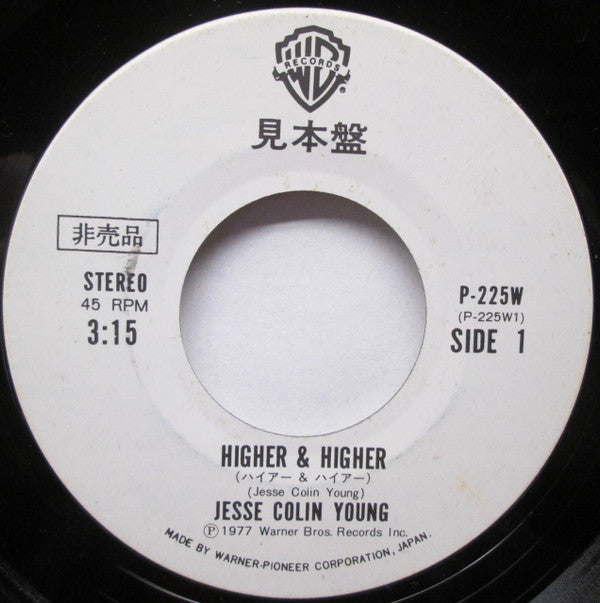 WB
RECORDS
®
見本盤
非売品
STEREO
45 RPM
3:15
P-225W
(P-225W1)
SIDE 1
HIGHER & HIGHER
(ハイアー & ハイアー)
(Jesse Colin Young)
JESSE COLIN YOUNG
Ⓟ1977 Warner Bros. Records Inc.
MADE BY WARNER-PIONEER CORPORATION, JAPAN.